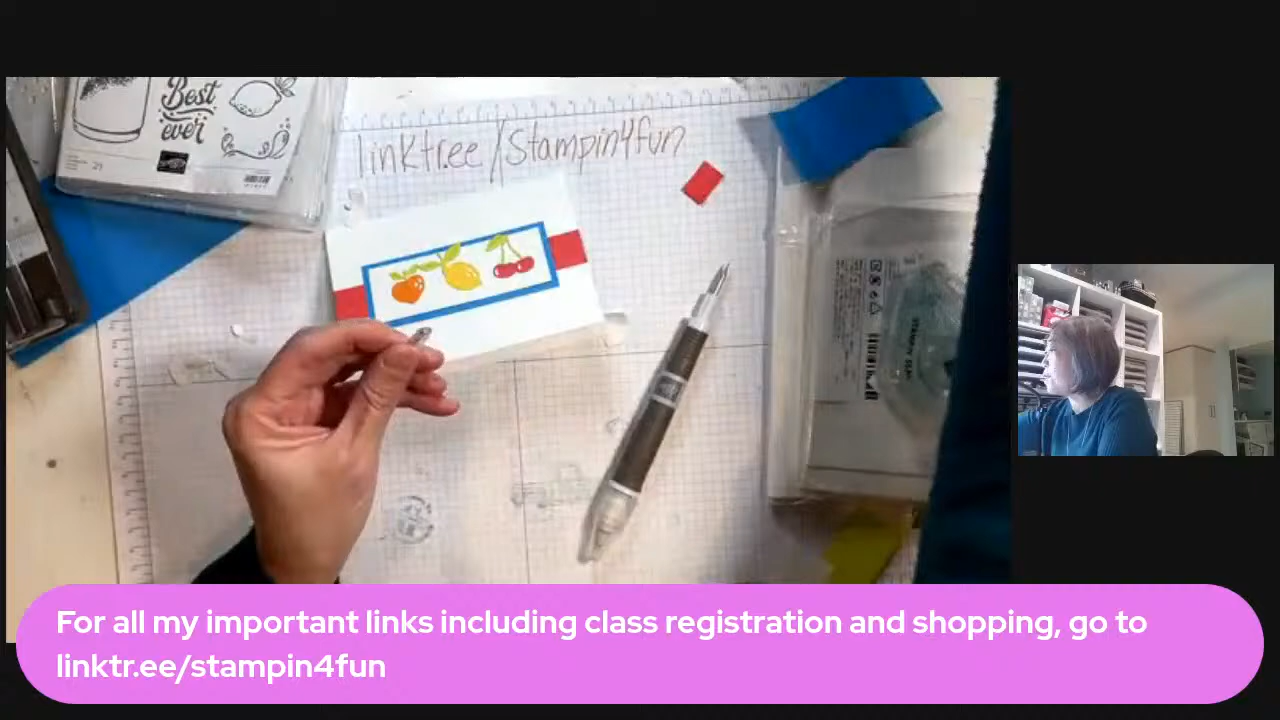 Best
ever
linktr.ee/stampin4fun
For all my important links including class registration and shopping, go to
linktr.ee/stampin4fun